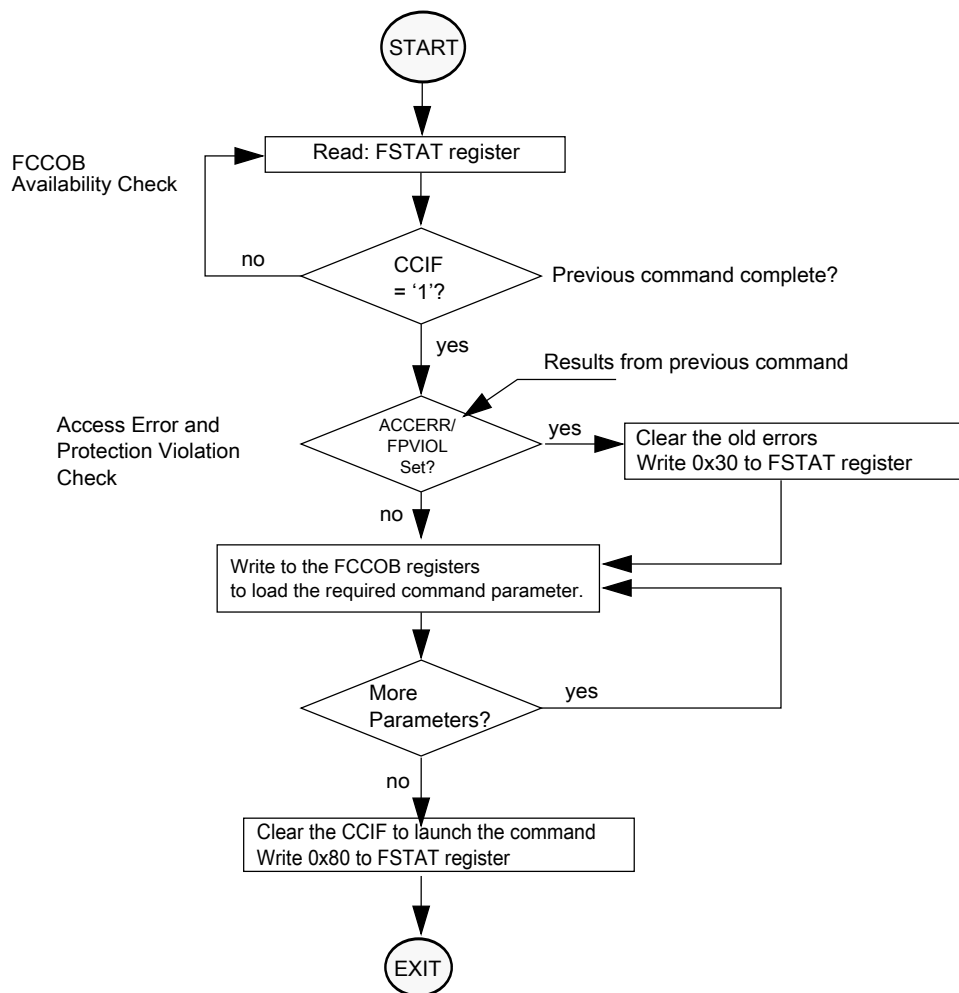 START
Read: FSTAT register
FCCOB
Availability Check
no
CCIF
= ‘1’?
Previous command complete?
yes
Results from previous command
Access Error and
Protection Violation
Check
ACCERR/
FPVIOL
Set?
yes
Clear the old errors
Write 0x30 to FSTAT register
no
Write to the FCCOB registers
to load the required command parameter.
More
Parameters?
yes
no
Clear the CCIF to launch the command
Write 0x80 to FSTAT register
EXIT